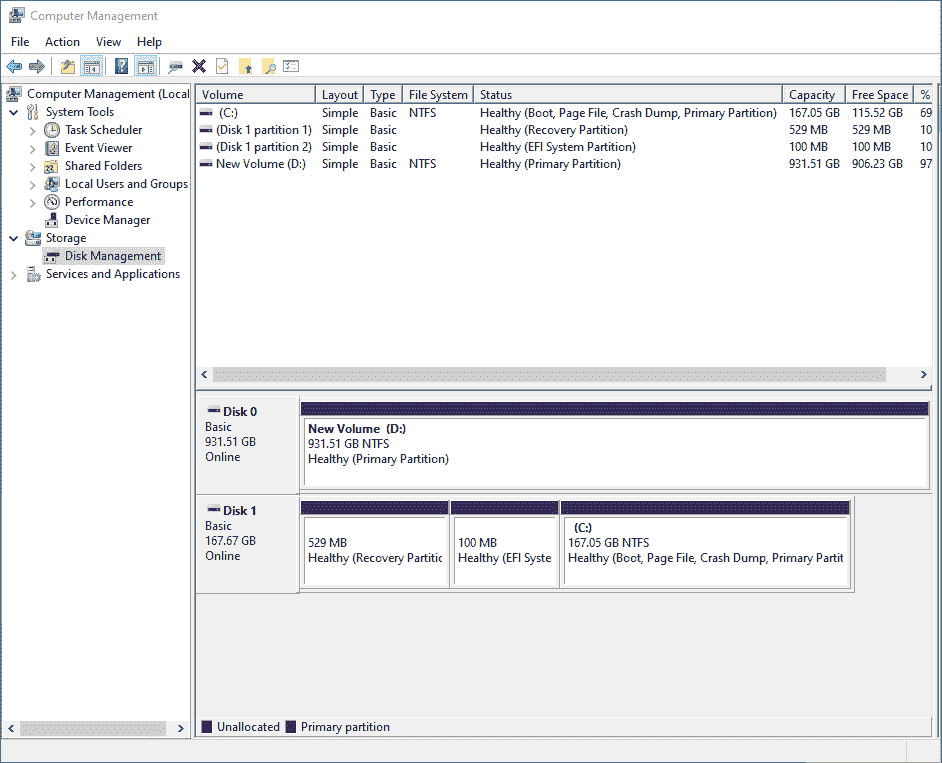 Computer Management
File Action View Help
Computer Management (Local
System Tools
Task Scheduler
Event Viewer
Shared Folders
Local Users and Groups
Performance
Device Manager
Storage
Disk Management
Services and Applications
Volume Layout Type File System Status Capacity Free Space %
(C:) Simple Basic NTFS Healthy (Boot, Page File, Crash Dump, Primary Partition) 167.05 GB 115.52 GB 69
(Disk 1 partition 1) Simple Basic Healthy (Recovery Partition) 529 MB 529 MB 10
(Disk 1 partition 2) Simple Basic Healthy (EFI System Partition) 100 MB 100 MB 10
New Volume (D:) Simple Basic NTFS Healthy (Primary Partition) 931.51 GB 906.23 GB 97
Disk 0
Basic
931.51 GB
Online
New Volume (D:)
931.51 GB NTFS
Healthy (Primary Partition)
Disk 1
Basic
167.67 GB
Online
529 MB
Healthy (Recovery Partitic
100 MB
Healthy (EFI Syste
(C:)
167.05 GB NTFS
Healthy (Boot, Page File, Crash Dump, Primary Partit
Unallocated Primary partition